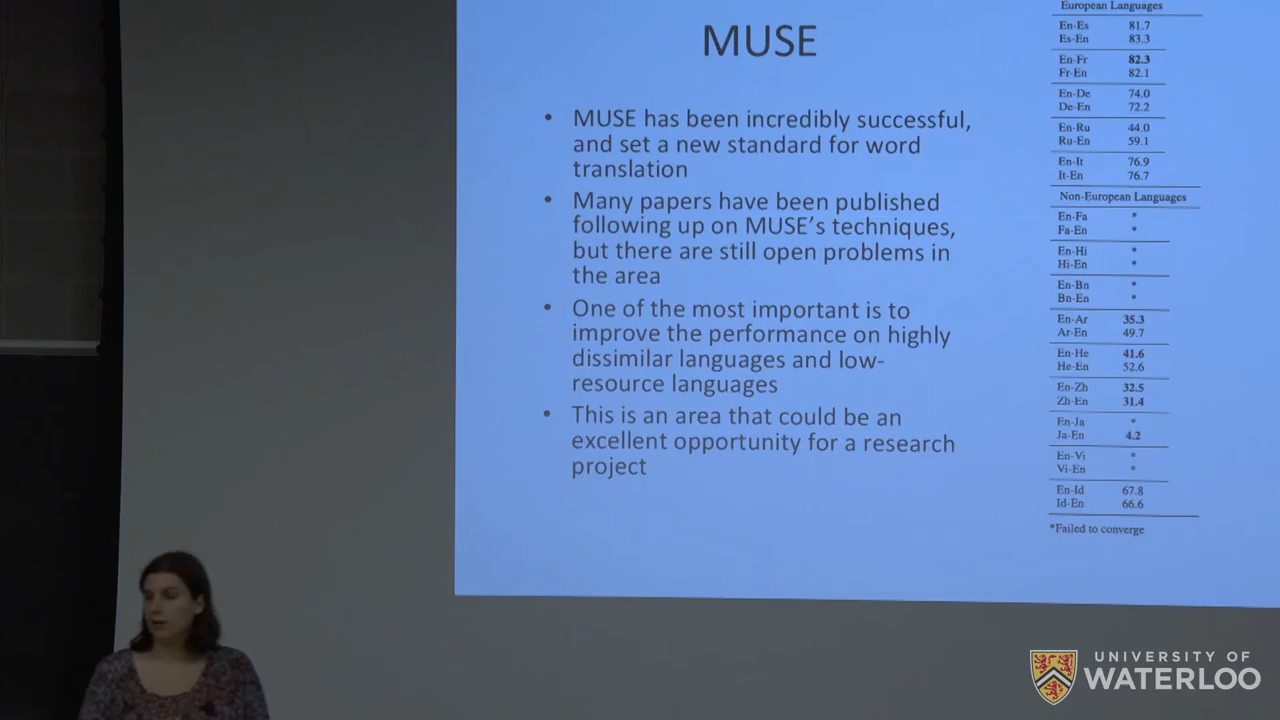 MUSE
• MUSE has been incredibly successful,
and set a new standard for word
translation
• Many papers have been published
following up on MUSE's techniques,
but there are still open problems in
the area
• One of the most important is to
improve the performance on highly
dissimilar languages and low-
resource languages
• This is an area that could be an
excellent opportunity for a research
project
European Languages
En-Es 81.7
Es-En 83.3
En-Fr 82.3
Fr-En 82.1
En-De 74.0
De-En 72.2
En-Ru 44.0
Ru-En 59.1
En-It 76.9
It-En 76.7
Non-European Languages
En-Fa *
Fa-En *
En-Hi *
Hi-En *
En-Bn *
Bn-En *
En-Ar 35.3
Ar-En 49.7
En-He 41.6
He-En 52.6
En-Zh 32.5
Zh-En 31.4
En-Ja *
Ja-En 4.2
En-Vi *
Vi-En *
En-Id 67.8
Id-En 66.6
*Failed to converge
UNIVERSITY OF
WATERLOO